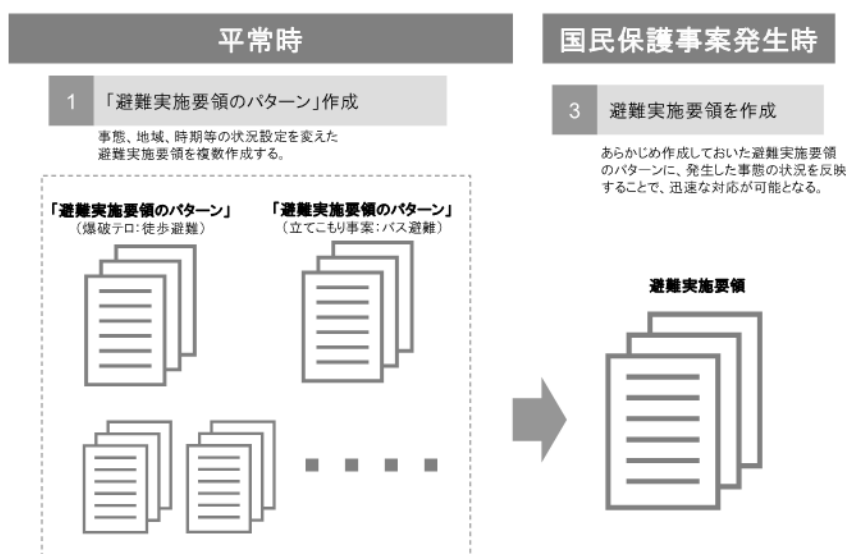 平常時
国民保護事案発生時
1 「避難実施要領のパターン」作成
事態、地域、時期等の状況設定を変えた
避難実施要領を複数作成する。
「避難実施要領のパターン」
（爆破テロ：徒歩避難）
「避難実施要領のパターン」
（立てこもり事案：バス避難）
3 避難実施要領を作成
あらかじめ作成しておいた避難実施要領
のパターンに、発生した事態の状況を反映
することで、迅速な対応が可能となる。
避難実施要領